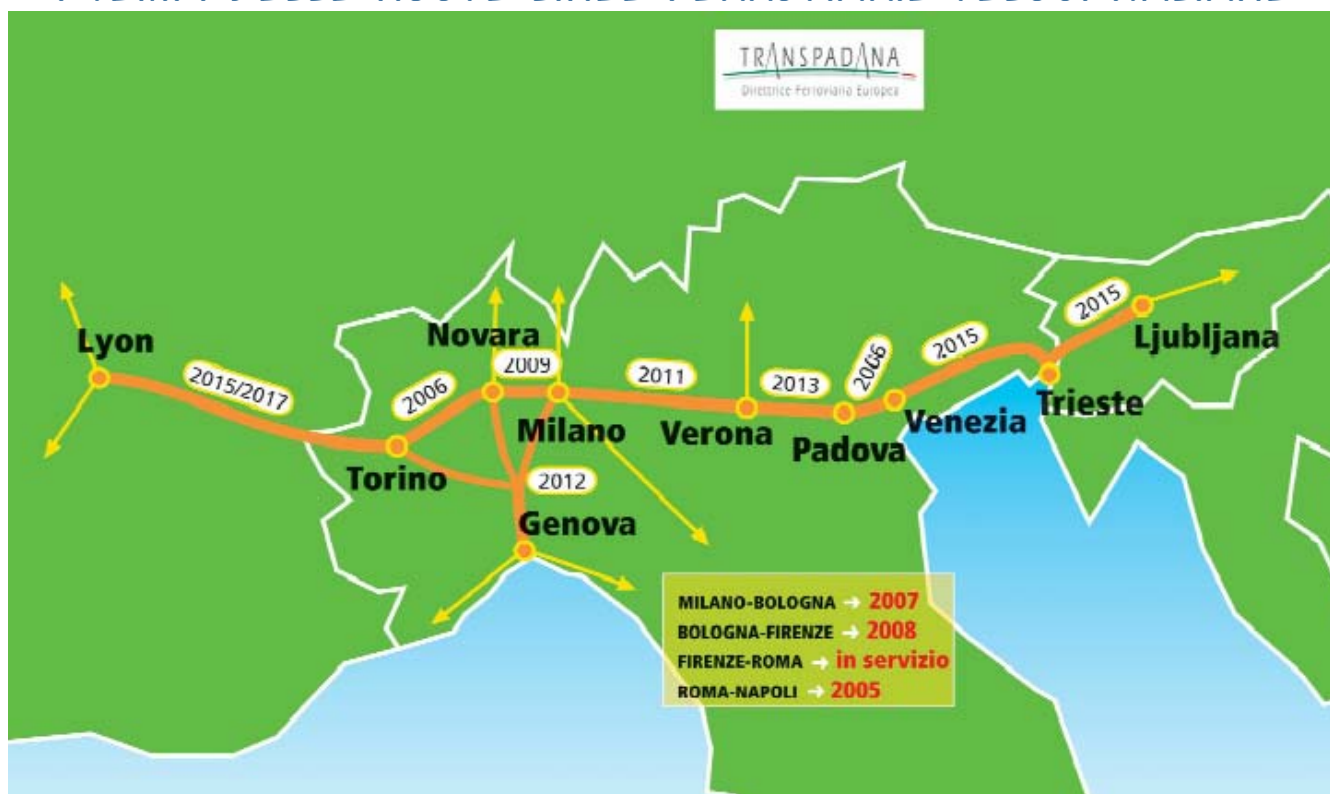 TRANSPADANA
Direttrice Ferroviaria Europea
Lyon
2015/2017
Torino
2006
Novara
2009
Milano
2012
Genova
2011
Verona
2013
Padova
2006
Venezia
2015
Trieste
2015
Ljubljana
MILANO-BOLOGNA → 2007
BOLOGNA-FIRENZE → 2008
FIRENZE-ROMA → in servizio
ROMA-NAPOLI → 2005